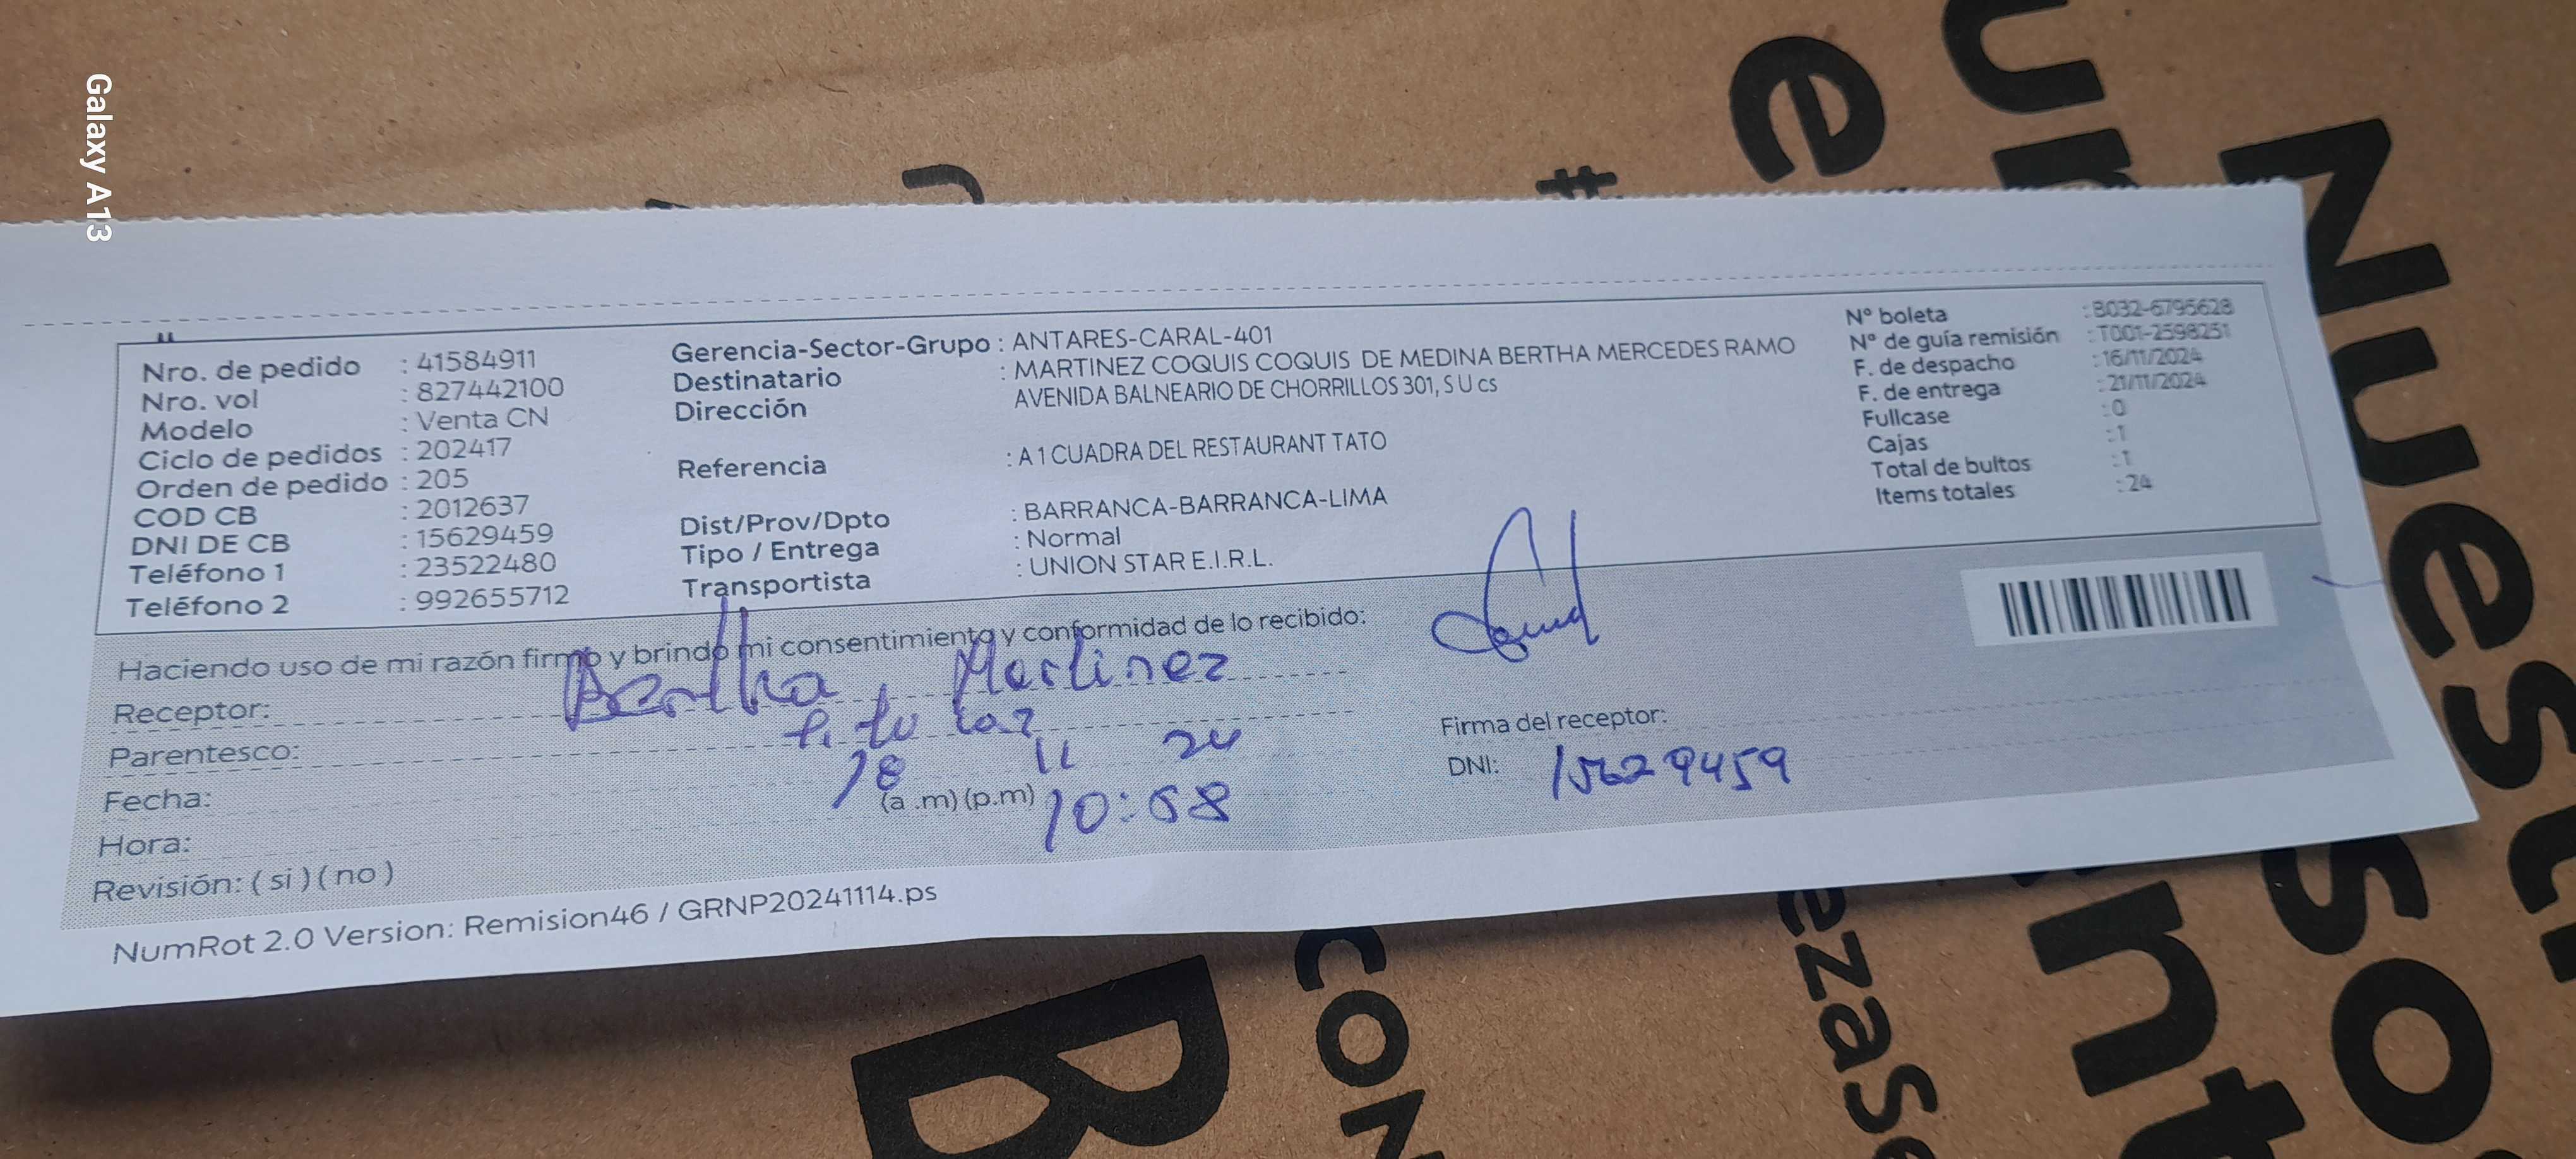 Galaxy A13
Nro. de pedido : 41584911
Nro. vol : 827442100
Modelo : Venta CN
Ciclo de pedidos : 202417
Orden de pedido : 205
COD CB : 2012637
DNI DE CB : 15629459
Teléfono 1 : 23522480
Teléfono 2 : 992655712
Gerencia-Sector-Grupo : ANTARES-CARAL-401
Destinatario : MARTINEZ COQUIS COQUIS DE MEDINA BERTHA MERCEDES RAMO
Dirección AVENIDA BALNEARIO DE CHORRILLOS 301, S U cs
Referencia : A 1 CUADRA DEL RESTAURANT TATO
Dist/Prov/Dpto : BARRANCA-BARRANCA-LIMA
Tipo / Entrega : Normal
Transportista : UNION STAR E.I.R.L.
Nº boleta : B032-6795628
Nº de guía remisión : T001-2598251
F. de despacho : 16/11/2024
F. de entrega : 21/11/2024
Fullcase : 0
Cajas : 1
Total de bultos : 1
Items totales : 24
Haciendo uso de mi razón firmo y brindo mi consentimiento y conformidad de lo recibido:
Receptor: Bertha Martinez
Parentesco: titular
Fecha: 18 11 24
Hora: (a .m) (p.m) 10:58
Revisión: ( si ) ( no )
Firma del receptor:
DNI: 15629459
NumRot 2.0 Version: Remision46 / GRNP20241114.ps